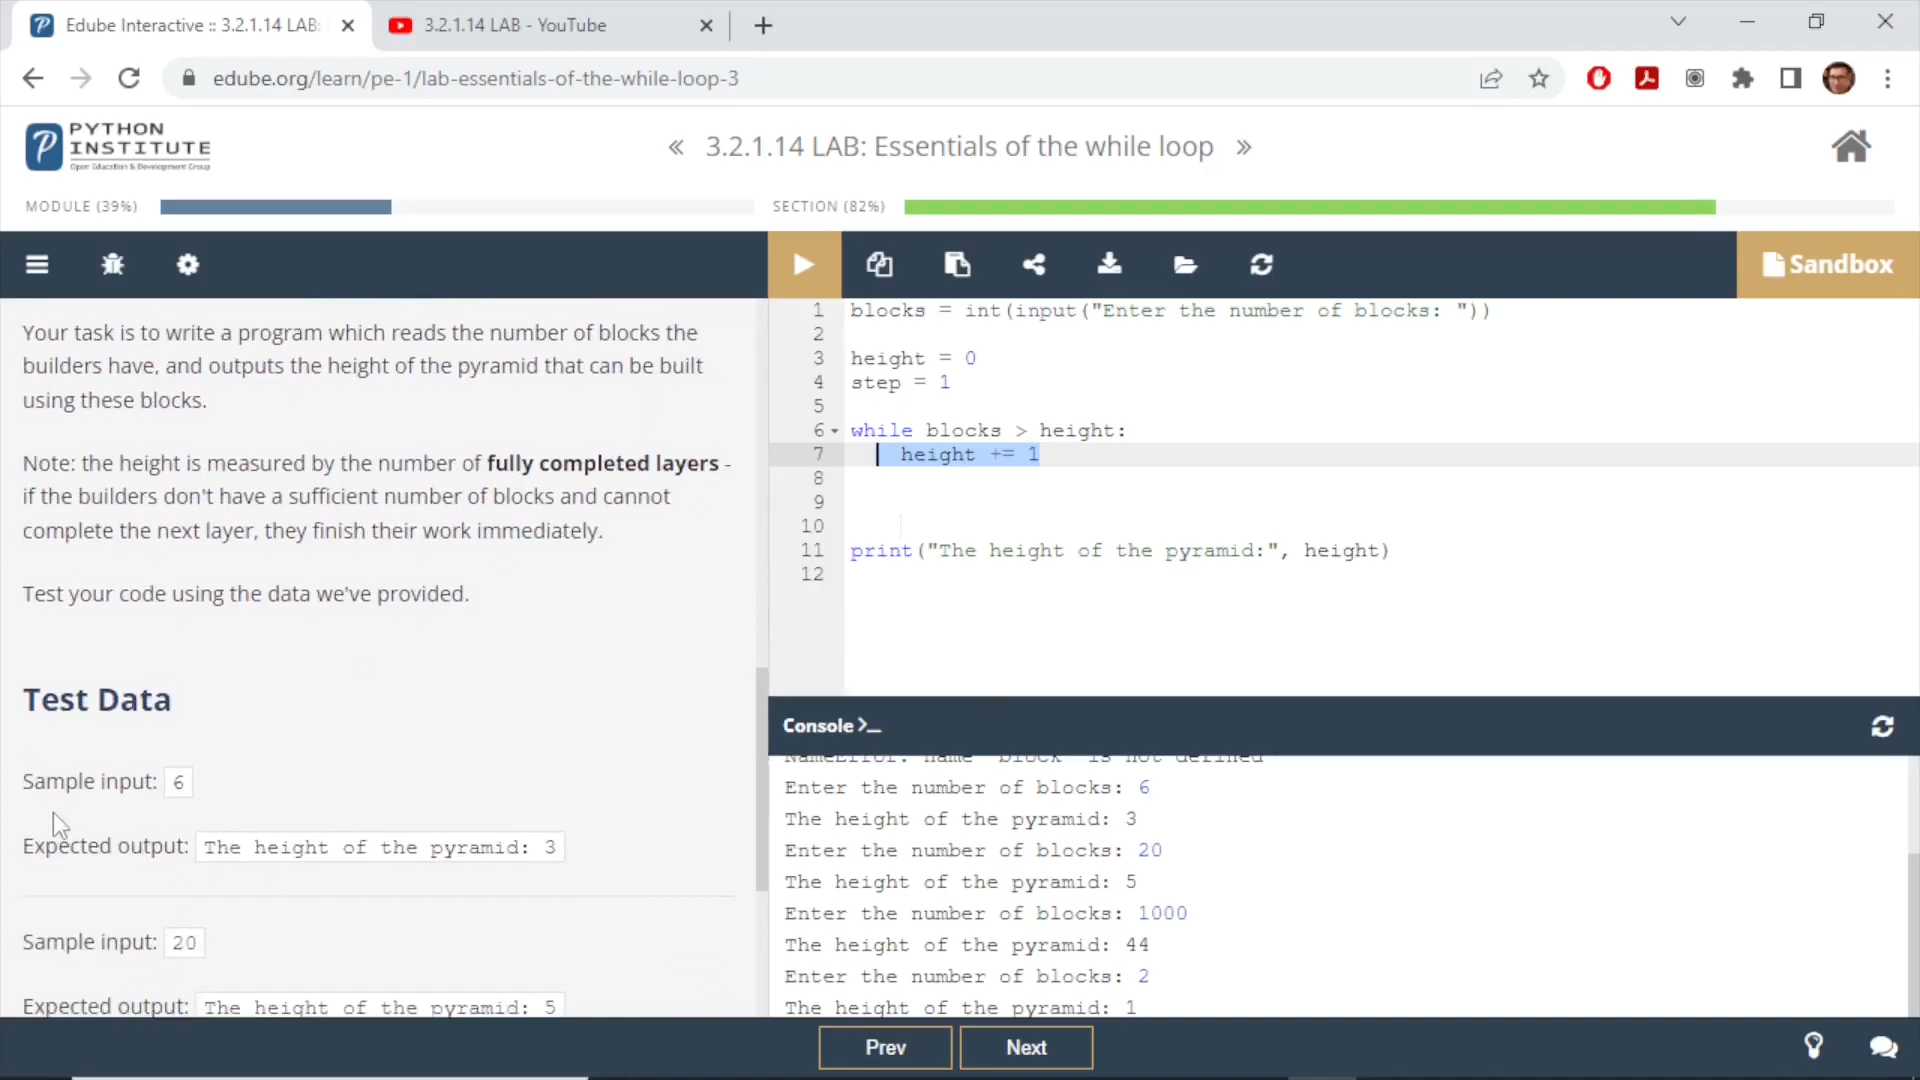 Edube Interactive :: 3.2.1.14 LAB:
3.2.1.14 LAB - YouTube
edube.org/learn/pe-1/lab-essentials-of-the-while-loop-3
PYTHON
INSTITUTE
Open Education & Development Group
« 3.2.1.14 LAB: Essentials of the while loop »
MODULE (39%)
SECTION (82%)
Sandbox
Your task is to write a program which reads the number of blocks the
builders have, and outputs the height of the pyramid that can be built
using these blocks.
Note: the height is measured by the number of fully completed layers -
if the builders don't have a sufficient number of blocks and cannot
complete the next layer, they finish their work immediately.
Test your code using the data we've provided.
Test Data
Sample input: 6
Expected output: The height of the pyramid: 3
Sample input: 20
Expected output: The height of the pyramid: 5
1 blocks = int(input("Enter the number of blocks: "))
2
3 height = 0
4 step = 1
5
6 while blocks > height:
7 height += 1
8
9
10
11 print("The height of the pyramid:", height)
12
Console >_
NameError: name 'block' is not defined
Enter the number of blocks: 6
The height of the pyramid: 3
Enter the number of blocks: 20
The height of the pyramid: 5
Enter the number of blocks: 1000
The height of the pyramid: 44
Enter the number of blocks: 2
The height of the pyramid: 1
Prev
Next